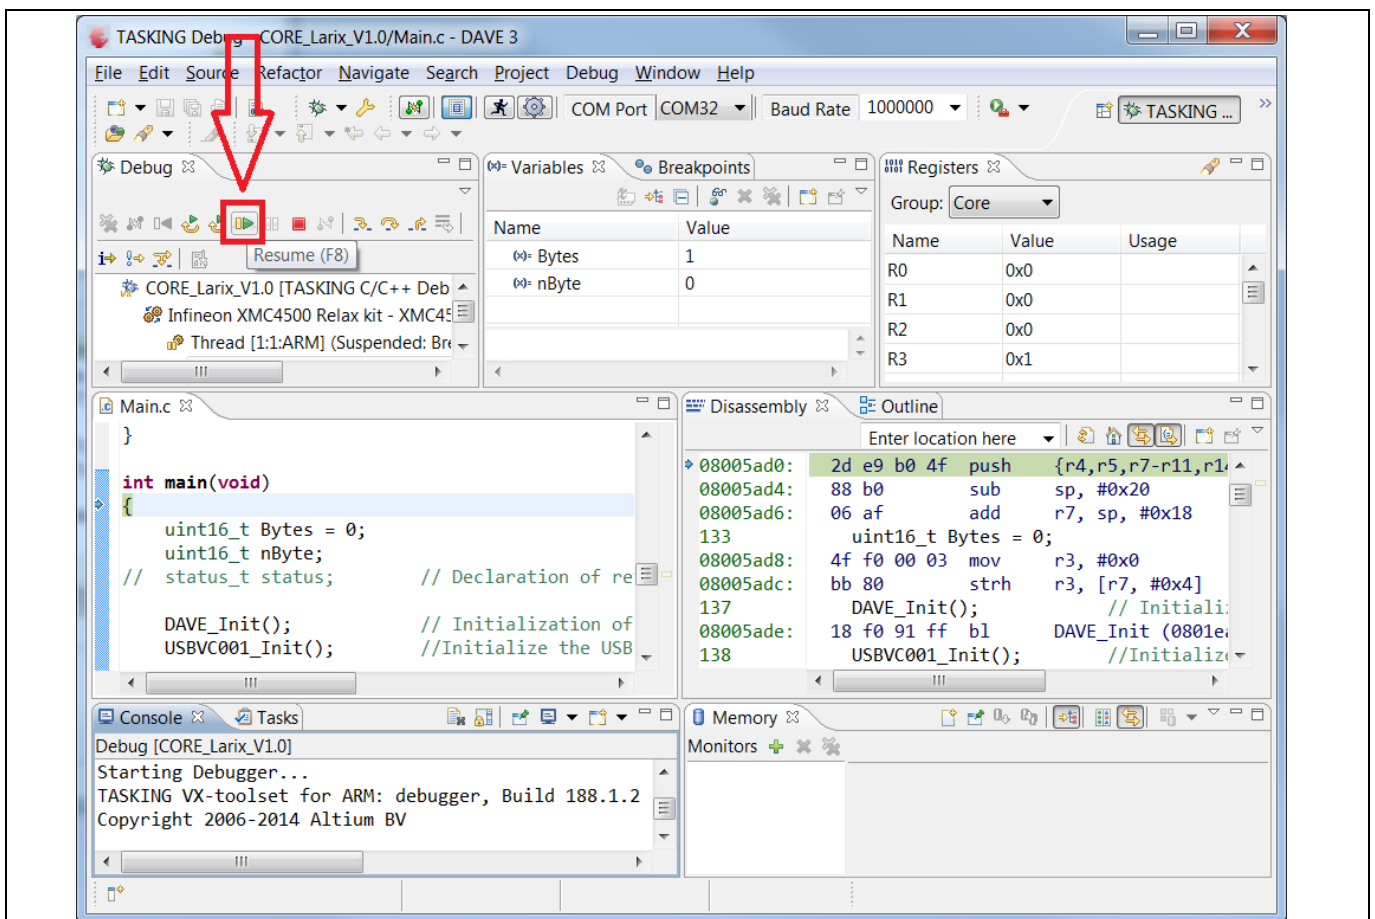 TASKING Debug - CORE_Larix_V1.0/Main.c - DAVE 3
File Edit Source Refactor Navigate Search Project Debug Window Help
COM Port COM32 Baud Rate 1000000 TASKING ...
Debug
Variables Breakpoints
Registers
Group: Core
Name Value
Name Value Usage
Resume (F8)
Bytes 1
nByte 0
R0 0x0
R1 0x0
R2 0x0
R3 0x1
CORE_Larix_V1.0 [TASKING C/C++ Deb
Infineon XMC4500 Relax kit - XMC45
Thread [1:1:ARM] (Suspended: Bre
Main.c
}
int main(void)
{
uint16_t Bytes = 0;
uint16_t nByte;
// status_t status; // Declaration of re
DAVE_Init(); // Initialization of
USBVC001_Init(); //Initialize the USB
Disassembly Outline
Enter location here
08005ad0: 2d e9 b0 4f push {r4,r5,r7-r11,r14
08005ad4: 88 b0 sub sp, #0x20
08005ad6: 06 af add r7, sp, #0x18
133 uint16_t Bytes = 0;
08005ad8: 4f f0 00 03 mov r3, #0x0
08005adc: bb 80 strh r3, [r7, #0x4]
137 DAVE_Init(); // Initiali
08005ade: 18 f0 91 ff bl DAVE_Init (0801ea
138 USBVC001_Init(); //Initialize
Console Tasks
Debug [CORE_Larix_V1.0]
Starting Debugger...
TASKING VX-toolset for ARM: debugger, Build 188.1.2
Copyright 2006-2014 Altium BV
Memory
Monitors